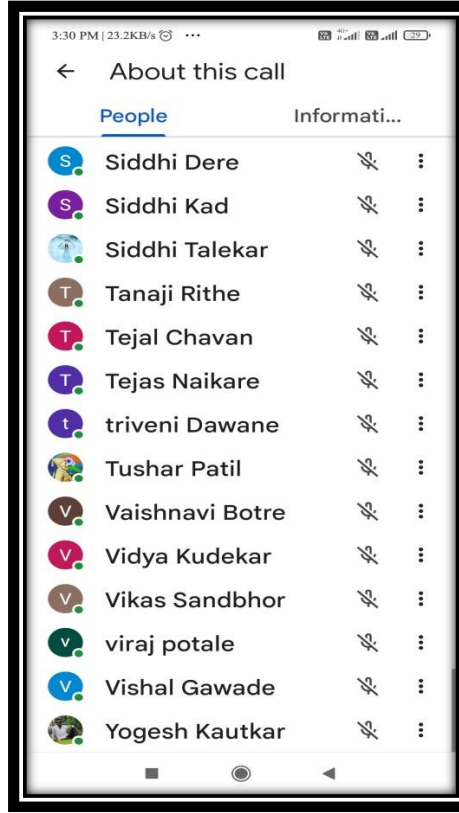 3:30 PM | 23.2KB/s ... 4G+ 29
About this call
People Informati...
S Siddhi Dere
S Siddhi Kad
Siddhi Talekar
T Tanaji Rithe
T Tejal Chavan
T Tejas Naikare
t triveni Dawane
Tushar Patil
V Vaishnavi Botre
V Vidya Kudekar
V Vikas Sandbhor
v viraj potale
V Vishal Gawade
Yogesh Kautkar